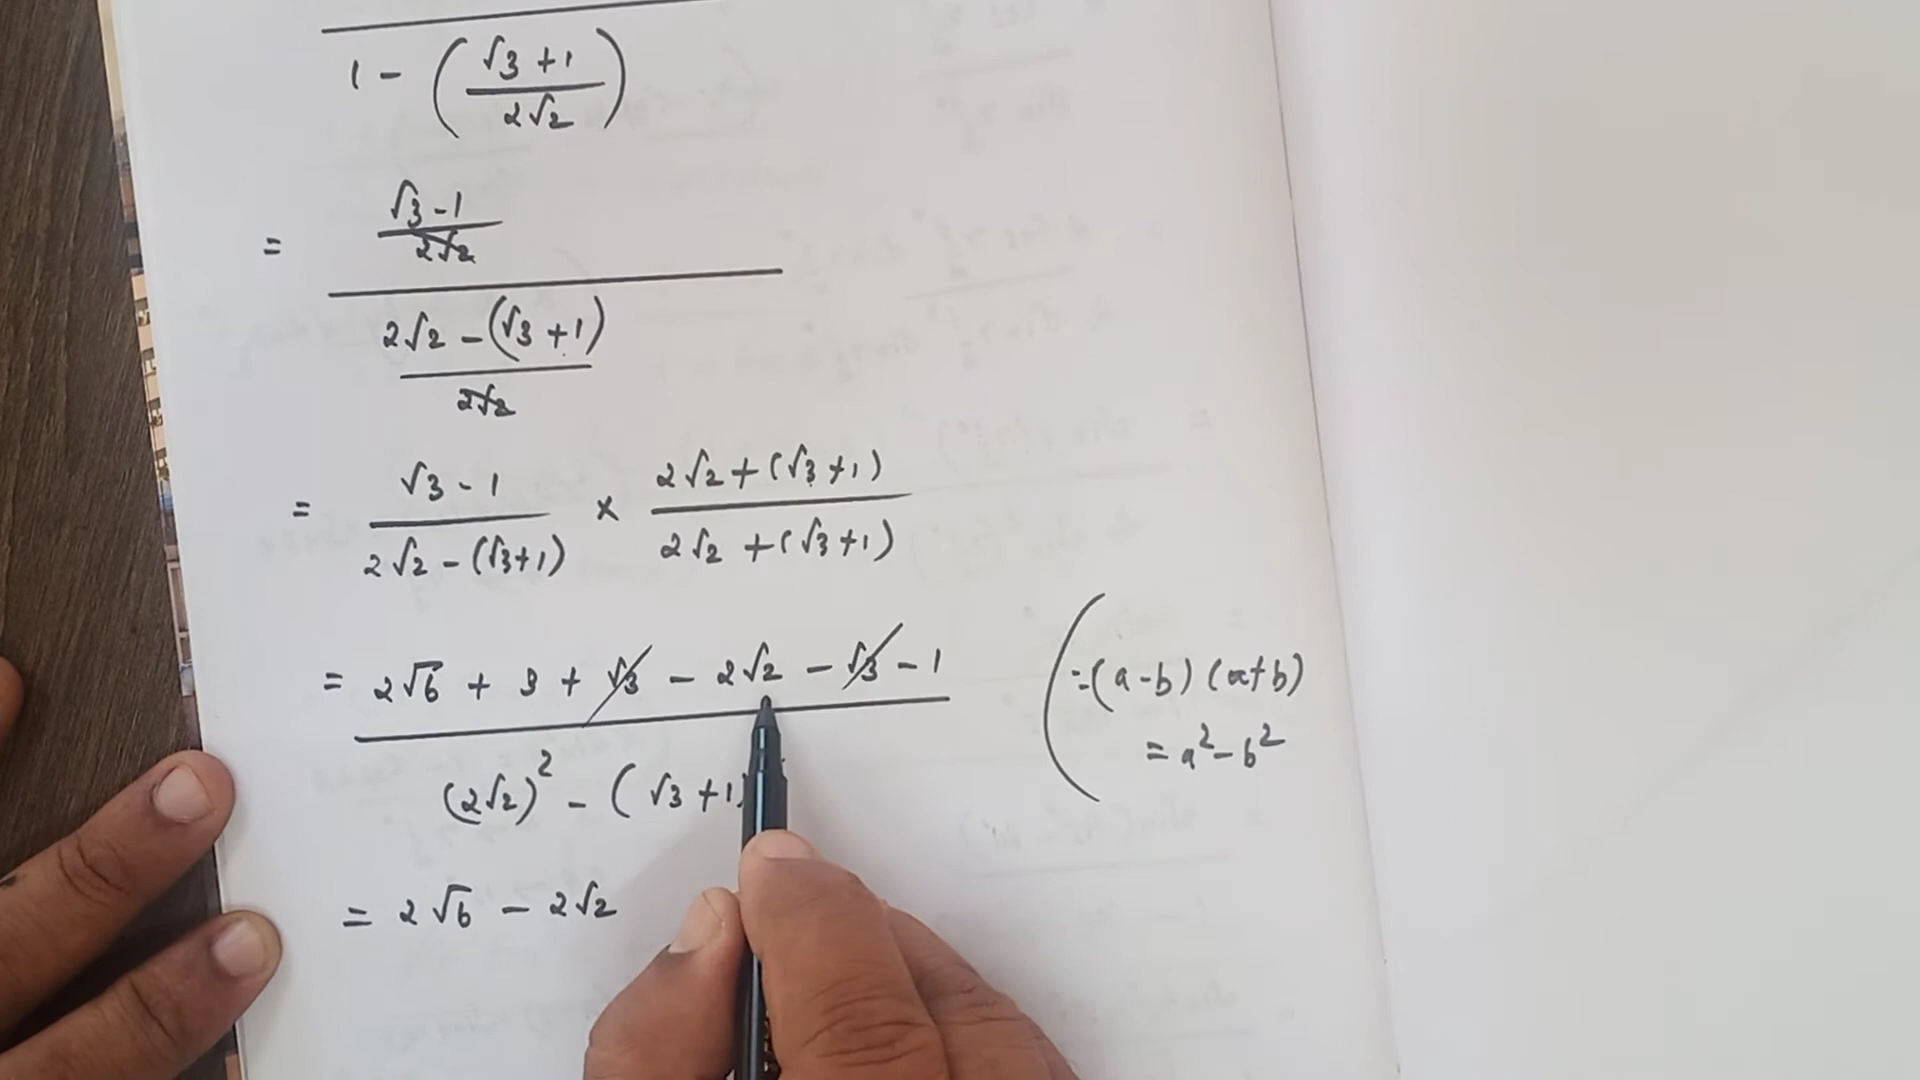 1 - ( (√3 + 1) / 2√2 )
= (√3 - 1) / 2√2
2√2 - (√3 + 1)
2√2
= (√3 - 1) / (2√2 - (√3+1)) × (2√2 + (√3+1)) / (2√2 + (√3+1))
= 2√6 + 3 + √3 - 2√2 - √3 - 1
(2√2)² - (√3 + 1)
= 2√6 - 2√2
∵ (a-b) (a+b)
= a² - b²